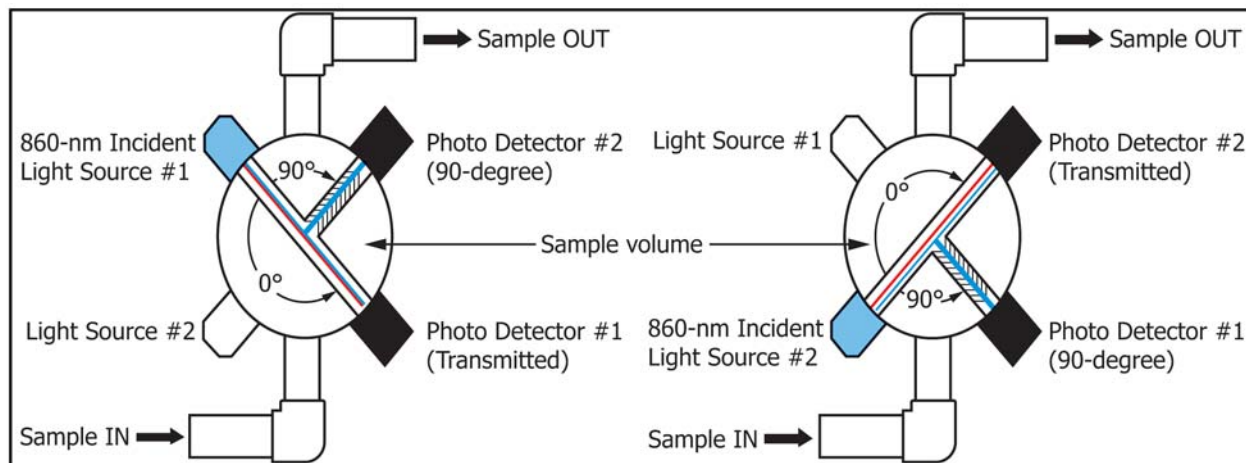 Sample OUT
860-nm Incident
Light Source #1
90°
Photo Detector #2
(90-degree)
0°
Light Source #2
Photo Detector #1
(Transmitted)
Sample IN
Sample volume
Sample OUT
Light Source #1
Photo Detector #2
(Transmitted)
0°
90°
860-nm Incident
Light Source #2
Photo Detector #1
(90-degree)
Sample IN